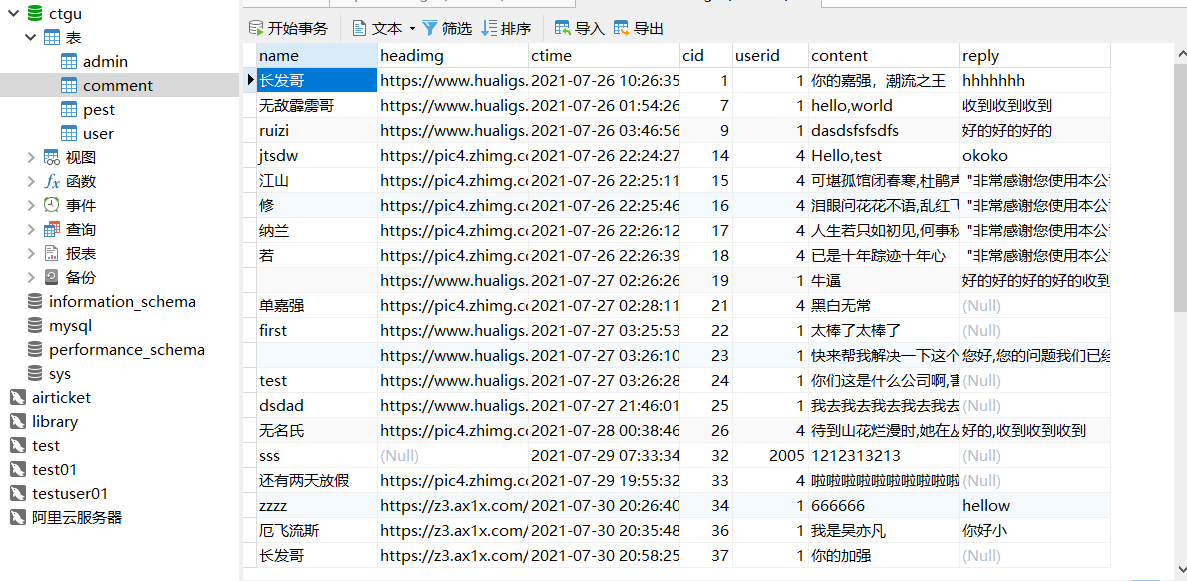 ctgu
表
admin
comment
pest
user
视图
函数
事件
查询
报表
备份
information_schema
mysql
performance_schema
sys
airticket
library
test
test01
testuser01
阿里云服务器
开始事务 文本 筛选 排序 导入 导出
name headimg ctime cid userid content reply
长发哥 https://www.hualigs. 2021-07-26 10:26:35 1 1 你的嘉强，潮流之王 hhhhhhh
无敌霹雳哥 https://www.hualigs. 2021-07-26 01:54:26 7 1 hello,world 收到收到收到
ruizi https://www.hualigs. 2021-07-26 03:46:56 9 1 dasdsfsfsdfs 好的好的好的
jtsdw https://pic4.zhimg.c 2021-07-26 22:24:27 14 4 Hello,test okoko
江山 https://pic4.zhimg.c 2021-07-26 22:25:11 15 4 可堪孤馆闭春寒,杜鹃声 "非常感谢您使用本公
修 https://pic4.zhimg.c 2021-07-26 22:25:46 16 4 泪眼问花花不语,乱红飞 "非常感谢您使用本公
纳兰 https://pic4.zhimg.c 2021-07-26 22:26:12 17 4 人生若只如初见,何事秋 "非常感谢您使用本公
若 https://pic4.zhimg.c 2021-07-26 22:26:39 18 4 已是十年踪迹十年心 "非常感谢您使用本公
https://www.hualigs. 2021-07-27 02:26:26 19 1 牛逼 好的好的好的好的收到
单嘉强 https://pic4.zhimg.c 2021-07-27 02:28:11 21 4 黑白无常 (Null)
first https://www.hualigs. 2021-07-27 03:25:53 22 1 太棒了太棒了 (Null)
https://www.hualigs. 2021-07-27 03:26:10 23 1 快来帮我解决一下这个 您好,您的问题我们已经
test https://www.hualigs. 2021-07-27 03:26:28 24 1 你们这是什么公司啊,害 (Null)
dsdad https://www.hualigs. 2021-07-27 21:46:01 25 1 我去我去我去我去我去 (Null)
无名氏 https://pic4.zhimg.c 2021-07-28 00:38:46 26 4 待到山花烂漫时,她在丛 好的,收到收到收到
sss (Null) 2021-07-29 07:33:34 32 2005 1212313213 (Null)
还有两天放假 https://pic4.zhimg.c 2021-07-29 19:55:32 33 4 啦啦啦啦啦啦啦啦啦啦 (Null)
zzzz https://z3.ax1x.com/ 2021-07-30 20:26:40 34 1 666666 hellow
厄飞流斯 https://z3.ax1x.com/ 2021-07-30 20:35:48 36 1 我是吴亦凡 你好小
长发哥 https://z3.ax1x.com/ 2021-07-30 20:58:25 37 1 你的加强 (Null)